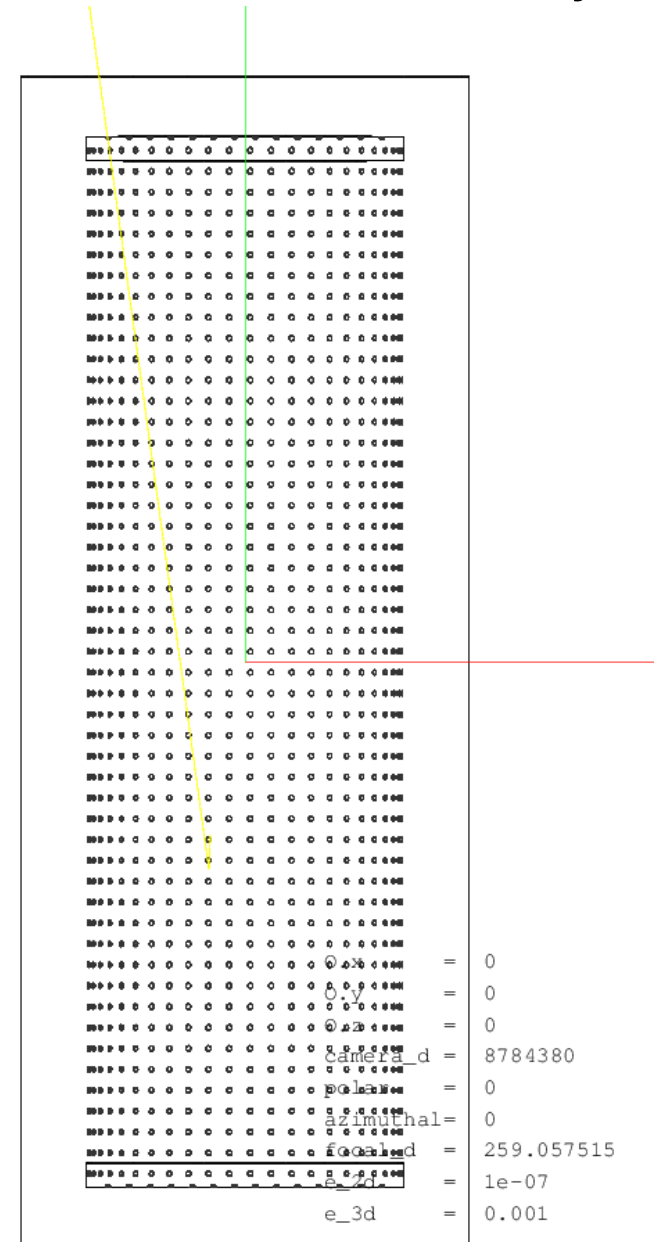 O.x = 0
O.y = 0
O.z = 0
camera_d = 8784380
polar = 0
azimuthal= 0
focal_d = 259.057515
e_2d = 1e-07
e_3d = 0.001